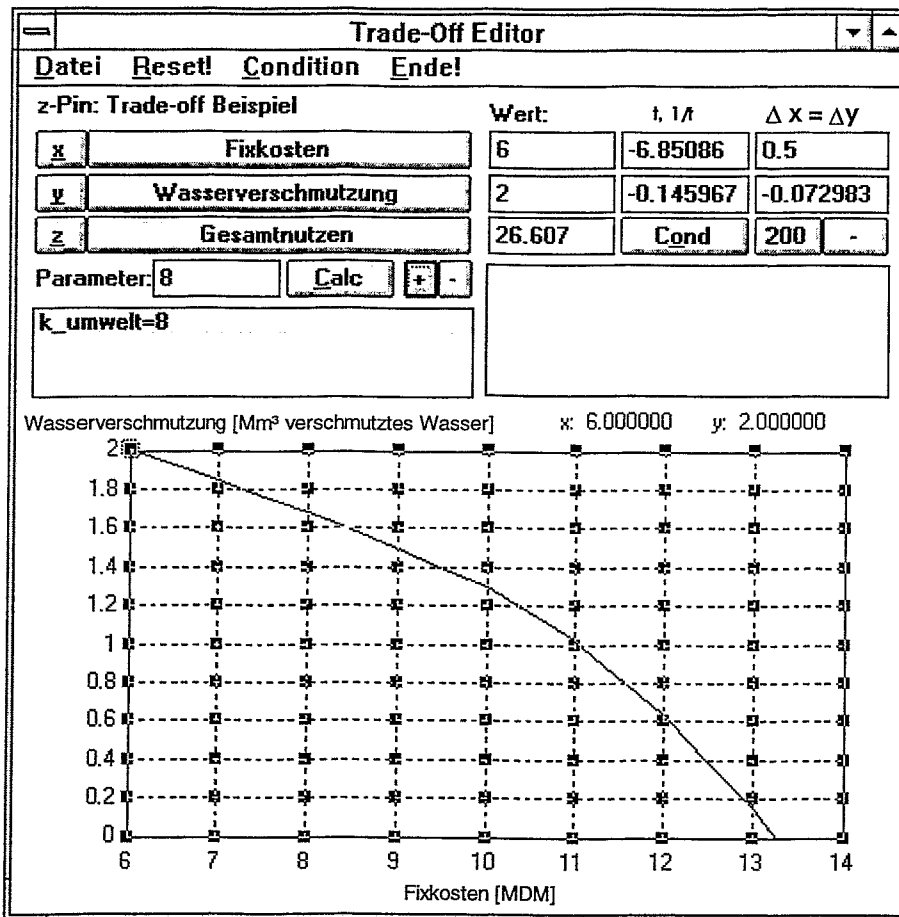 Trade-Off Editor
Datei Reset! Condition Ende!
z-Pin: Trade-off Beispiel Wert: t, 1/t Δ x = Δy
x Fixkosten 6 -6.85086 0.5
y Wasserverschmutzung 2 -0.145967 -0.072983
z Gesamtnutzen 26.607 Cond 200 -
Parameter: 8 Calc + -
k_umwelt=8
Wasserverschmutzung [Mm³ verschmutztes Wasser] x: 6.000000 y: 2.000000
2
1.8
1.6
1.4
1.2
1
0.8
0.6
0.4
0.2
0
6 7 8 9 10 11 12 13 14
Fixkosten [MDM]